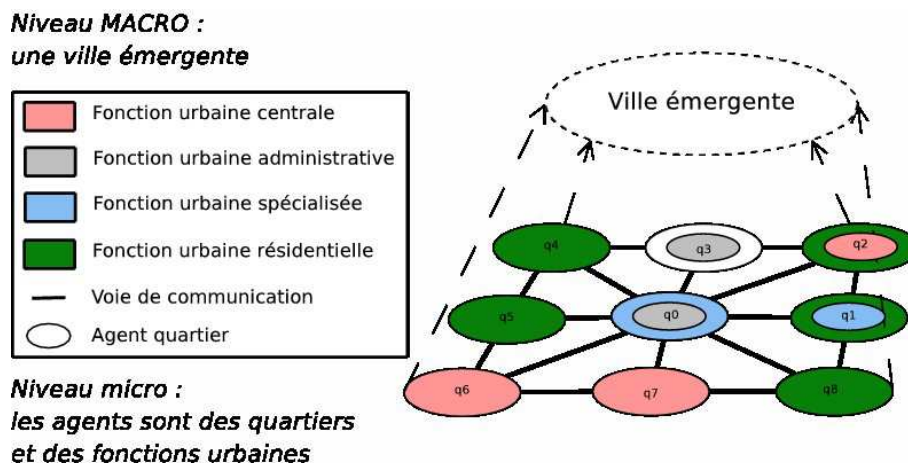 Niveau MACRO :
une ville émergente
Fonction urbaine centrale
Fonction urbaine administrative
Fonction urbaine spécialisée
Fonction urbaine résidentielle
Voie de communication
Agent quartier
Niveau micro :
les agents sont des quartiers
et des fonctions urbaines
Ville émergente
q4
q3
q2
q5
q0
q1
q6
q7
q8